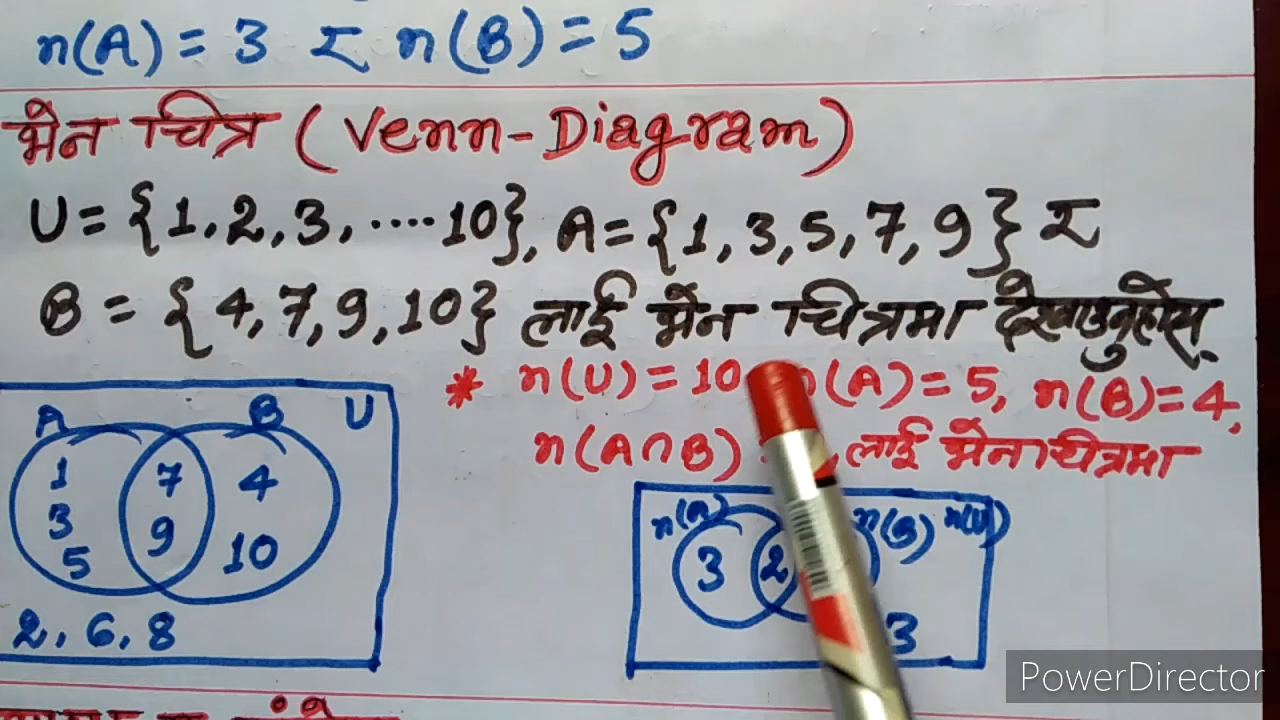 n(A) = 3 र n(B) = 5
भेन चित्र (Venn-Diagram)
U = {1, 2, 3, .... 10}, A = {1, 3, 5, 7, 9} र
B = {4, 7, 9, 10} लाई भेन चित्रमा देखाउनुहोस्.
* n(U) = 10 n(A) = 5, n(B) = 4,
n(A∩B) लाई भेनचित्रमा
A B U
1 7 4
3 9
5 10
2, 6, 8
n(A) n(B) n(U)
3 2
3
PowerDirector